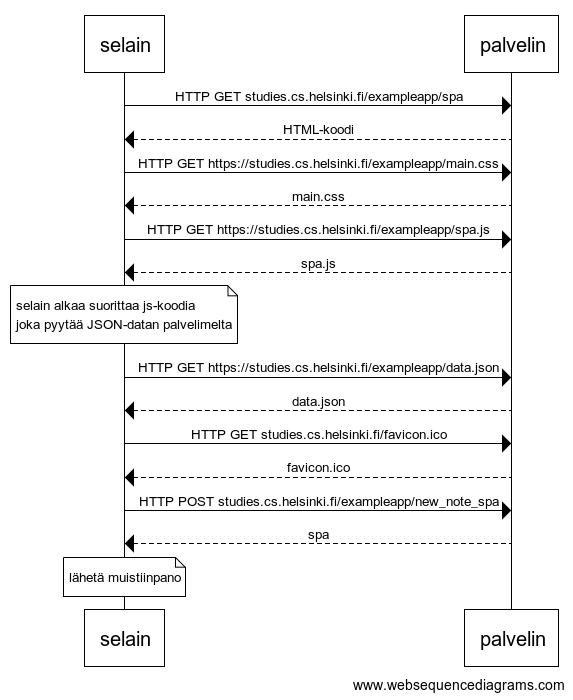 selain palvelin
HTTP GET studies.cs.helsinki.fi/exampleapp/spa
HTML-koodi
HTTP GET https://studies.cs.helsinki.fi/exampleapp/main.css
main.css
HTTP GET https://studies.cs.helsinki.fi/exampleapp/spa.js
spa.js
selain alkaa suorittaa js-koodia
joka pyytää JSON-datan palvelimelta
HTTP GET https://studies.cs.helsinki.fi/exampleapp/data.json
data.json
HTTP GET studies.cs.helsinki.fi/favicon.ico
favicon.ico
HTTP POST studies.cs.helsinki.fi/exampleapp/new_note_spa
spa
lähetä muistiinpano
selain palvelin
www.websequencediagrams.com